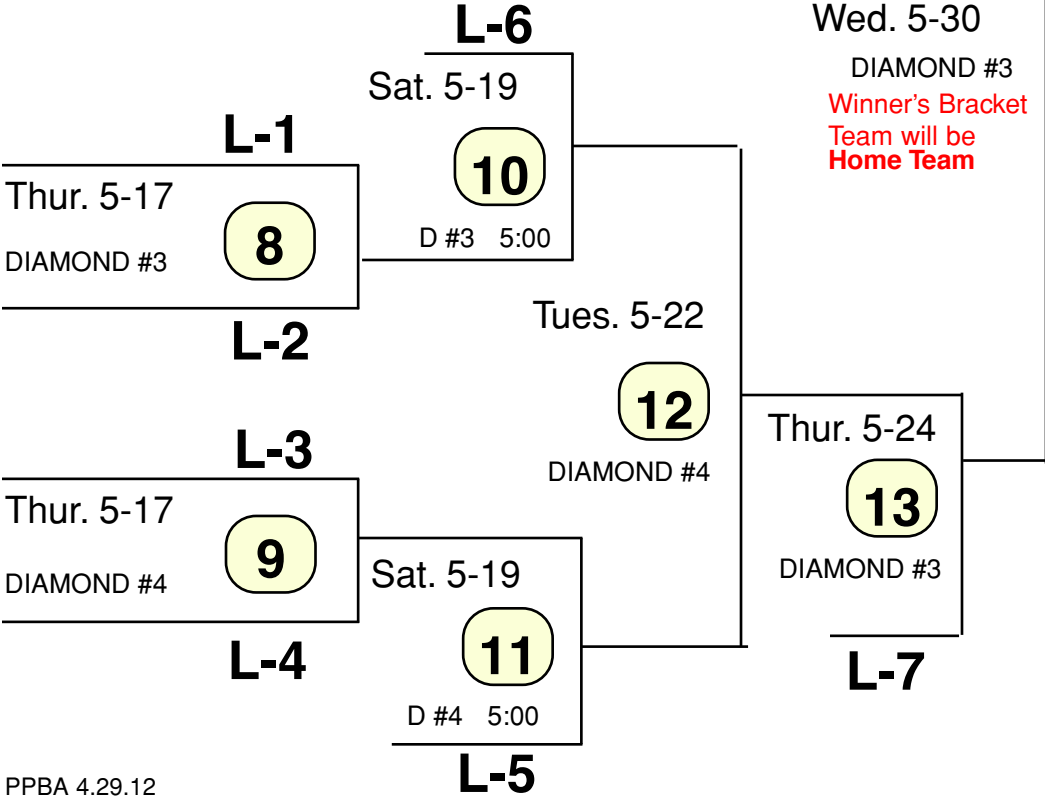 L-6
Wed. 5-30
Sat. 5-19
DIAMOND #3
Winner's Bracket
Team will be
Home Team
L-1
10
Thur. 5-17
8
D #3 5:00
DIAMOND #3
L-2
Tues. 5-22
12
DIAMOND #4
Thur. 5-24
13
DIAMOND #3
L-3
Thur. 5-17
9
DIAMOND #4
Sat. 5-19
L-4
11
L-7
D #4 5:00
L-5
PPBA 4.29.12